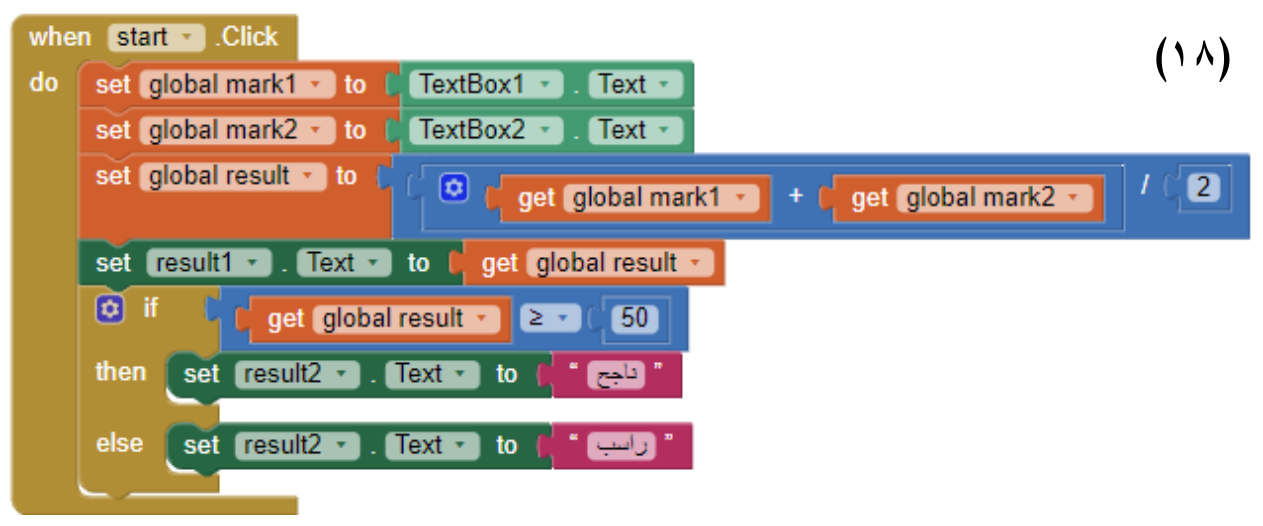 when start .Click
(١٨)
do set global mark1 to TextBox1 . Text
set global mark2 to TextBox2 . Text
set global result to get global mark1 + get global mark2 / 2
set result1 . Text to get global result
if get global result ≥ 50
then set result2 . Text to " ناجح "
else set result2 . Text to " راسب "